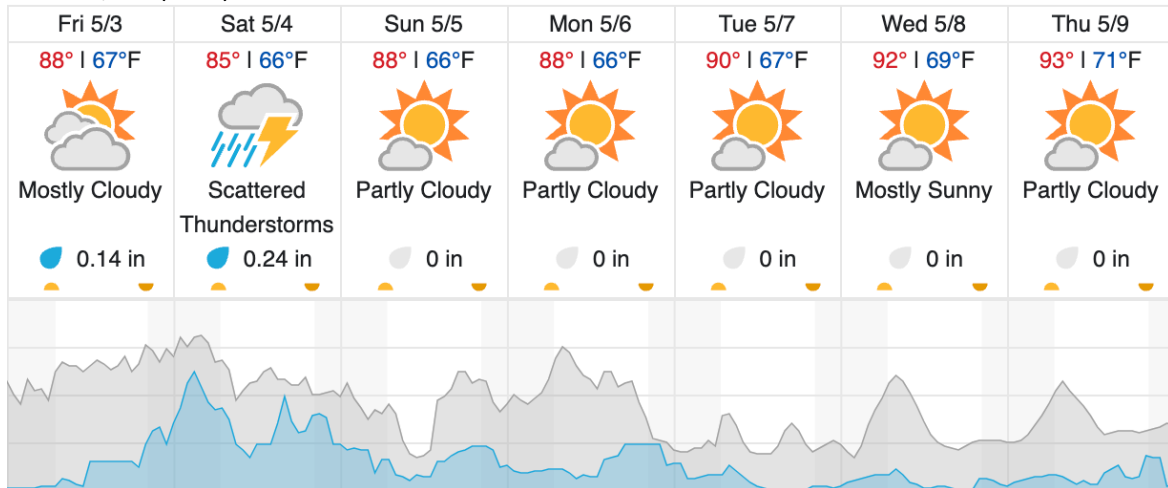 Fri 5/3 Sat 5/4 Sun 5/5 Mon 5/6 Tue 5/7 Wed 5/8 Thu 5/9
88° | 67°F 85° | 66°F 88° | 66°F 88° | 66°F 90° | 67°F 92° | 69°F 93° | 71°F
Mostly Cloudy Scattered Partly Cloudy Partly Cloudy Partly Cloudy Mostly Sunny Partly Cloudy
Thunderstorms
0.14 in 0.24 in 0 in 0 in 0 in 0 in 0 in